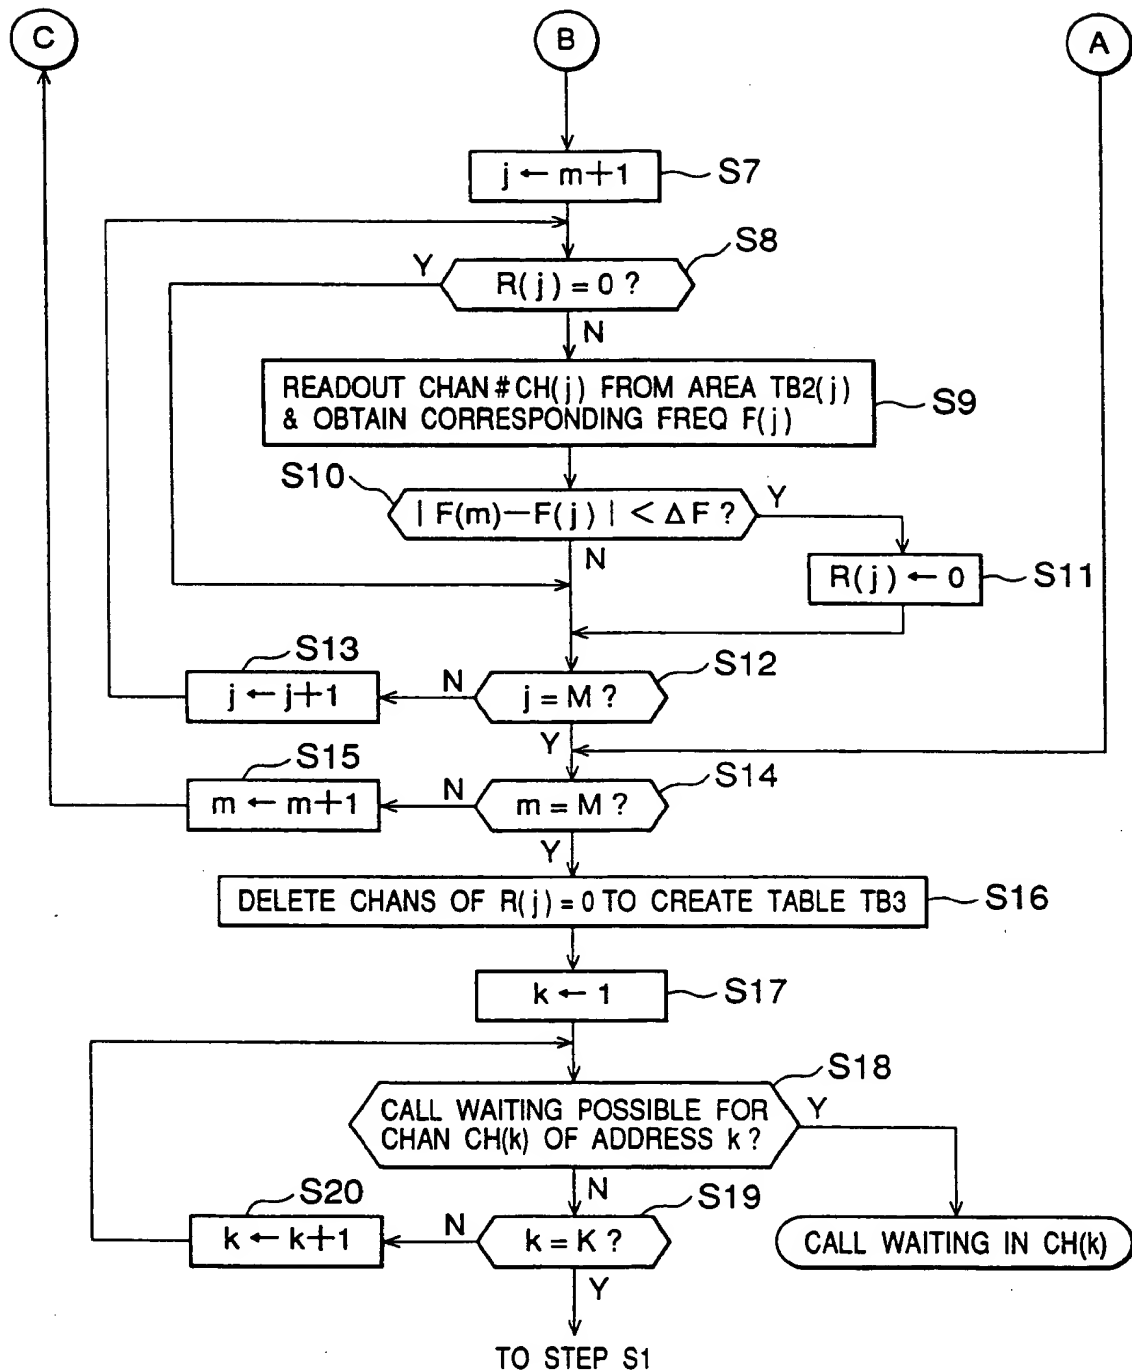 C
B
A
j ← m+1
S7
S8
Y
R(j) = 0 ?
N
READOUT CHAN # CH(j) FROM AREA TB2(j)
& OBTAIN CORRESPONDING FREQ F(j)
S9
S10
| F(m)−F(j) | < ΔF ?
Y
N
R(j) ← 0
S11
S13
j ← j+1
N
j = M ?
S12
Y
S15
m ← m+1
N
m = M ?
S14
Y
DELETE CHANS OF R(j) = 0 TO CREATE TABLE TB3
S16
k ← 1
S17
S18
CALL WAITING POSSIBLE FOR
CHAN CH(k) OF ADDRESS k ?
Y
N
S20
k ← k+1
N
k = K ?
S19
CALL WAITING IN CH(k)
Y
TO STEP S1